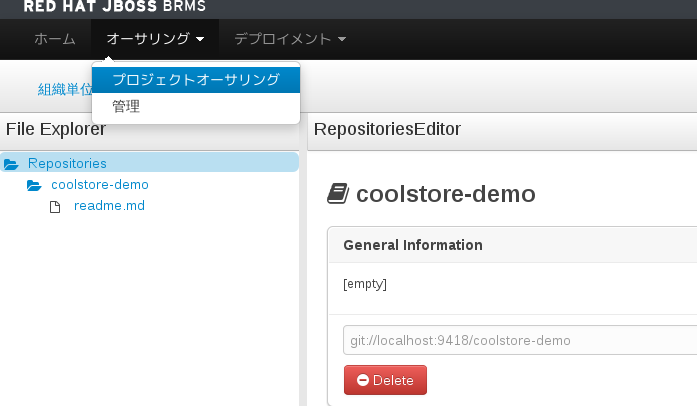 RED HAT JBOSS BRMS
ホーム オーサリング デプロイメント
プロジェクトオーサリング
組織単位
管理
File Explorer
RepositoriesEditor
Repositories
coolstore-demo
readme.md
coolstore-demo
General Information
[empty]
git://localhost:9418/coolstore-demo
Delete